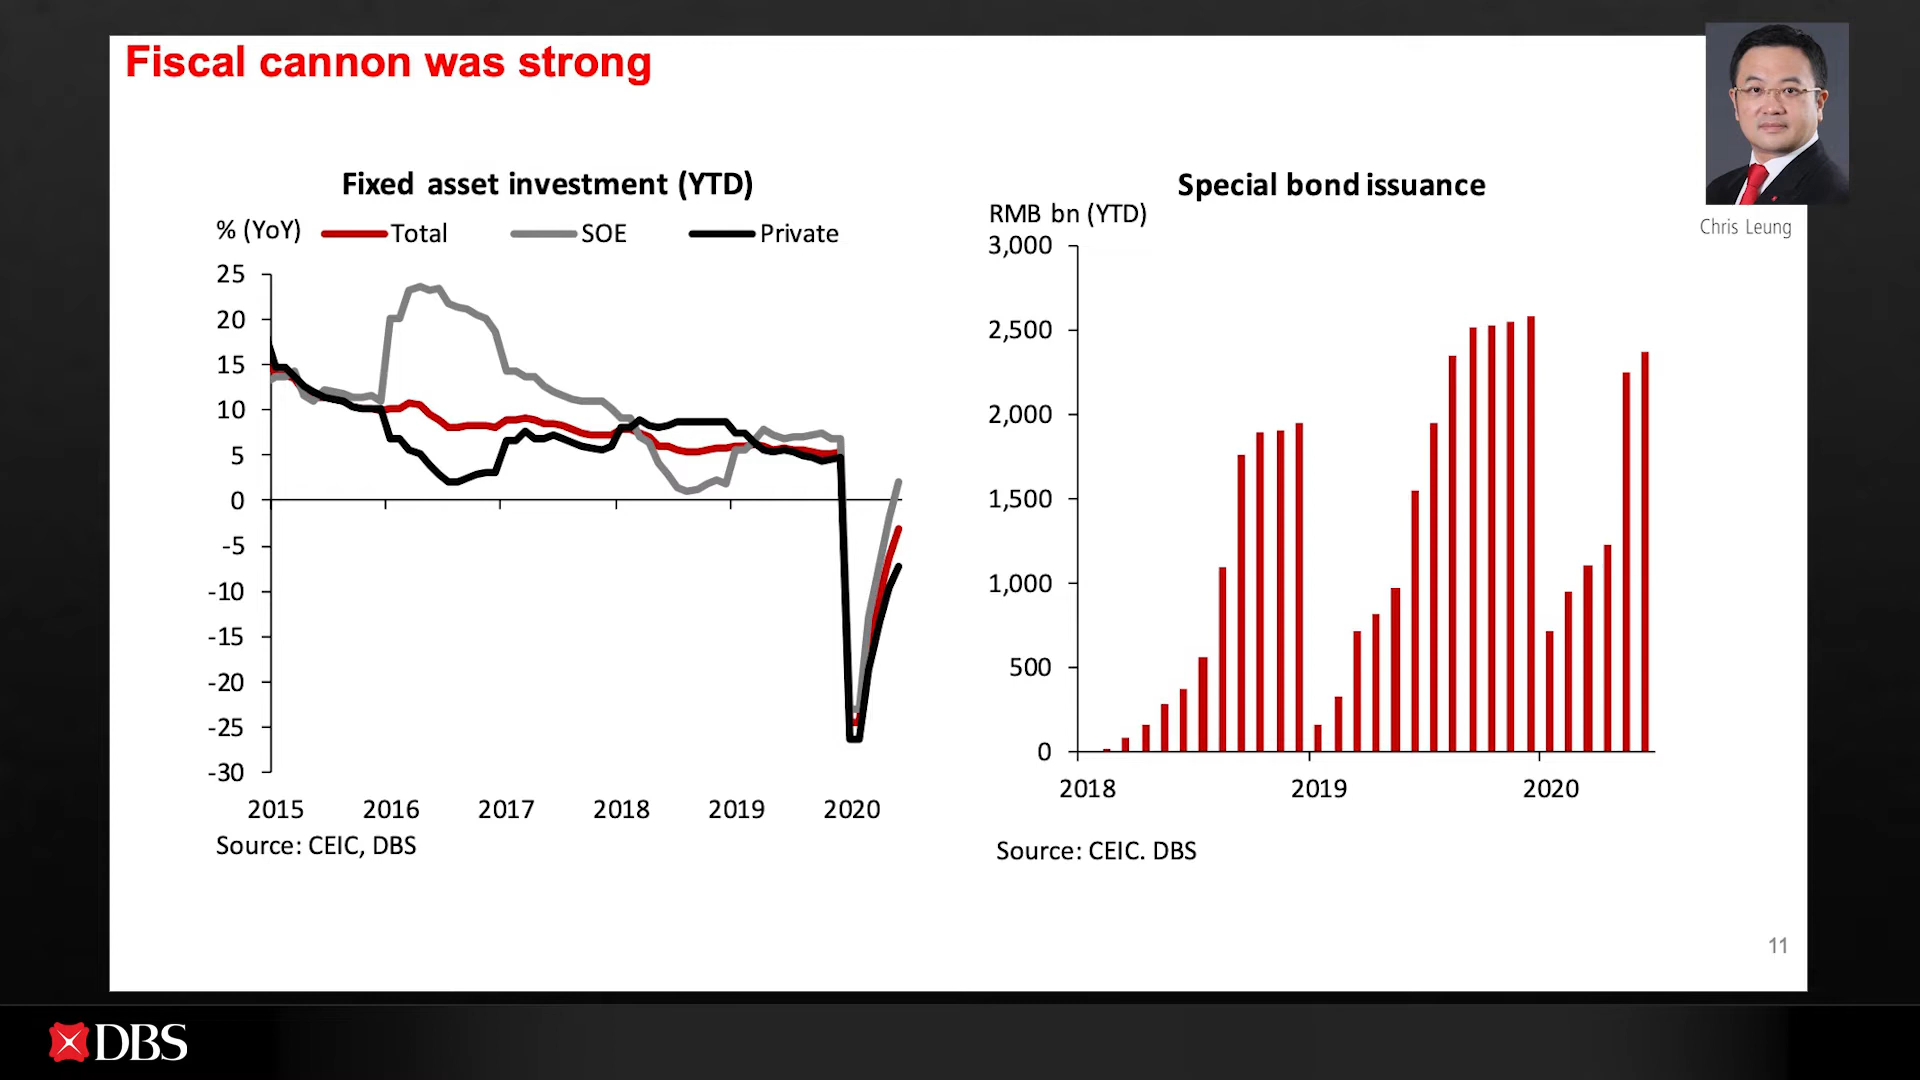 Fiscal cannon was strong
Chris Leung
Fixed asset investment (YTD)
% (YoY)
Total
SOE
Private
25
20
15
10
5
0
-5
-10
-15
-20
-25
-30
2015 2016 2017 2018 2019 2020
Source: CEIC, DBS
Special bond issuance
RMB bn (YTD)
3,000
2,500
2,000
1,500
1,000
500
0
2018 2019 2020
Source: CEIC. DBS
11
DBS